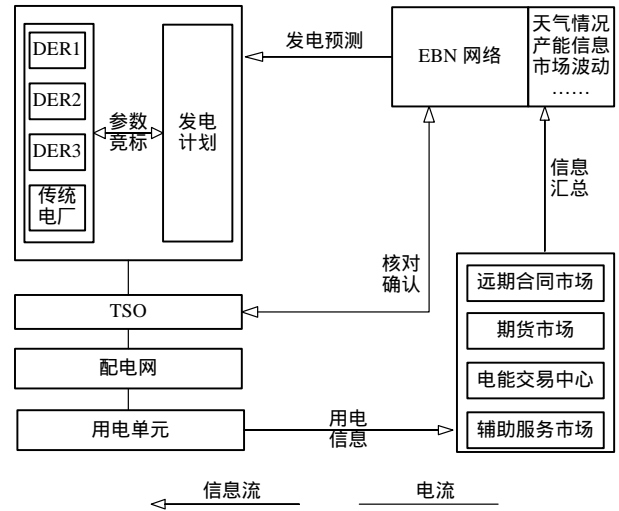 DER1
DER2
DER3
传统
电厂
参数
竞标
发电
计划
发电预测
EBN 网络
天气情况
产能信息
市场波动
……
信息
汇总
核对
确认
TSO
配电网
用电单元
用电
信息
远期合同市场
期货市场
电能交易中心
辅助服务市场
信息流
电流